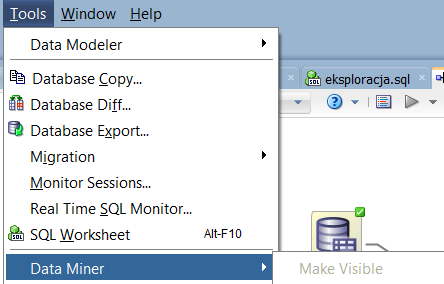 Tools Window Help
Data Modeler
Database Copy...
eksploracja.sql
Database Diff...
Database Export...
Migration
Monitor Sessions...
Real Time SQL Monitor...
SQL Worksheet Alt-F10
Data Miner Make Visible